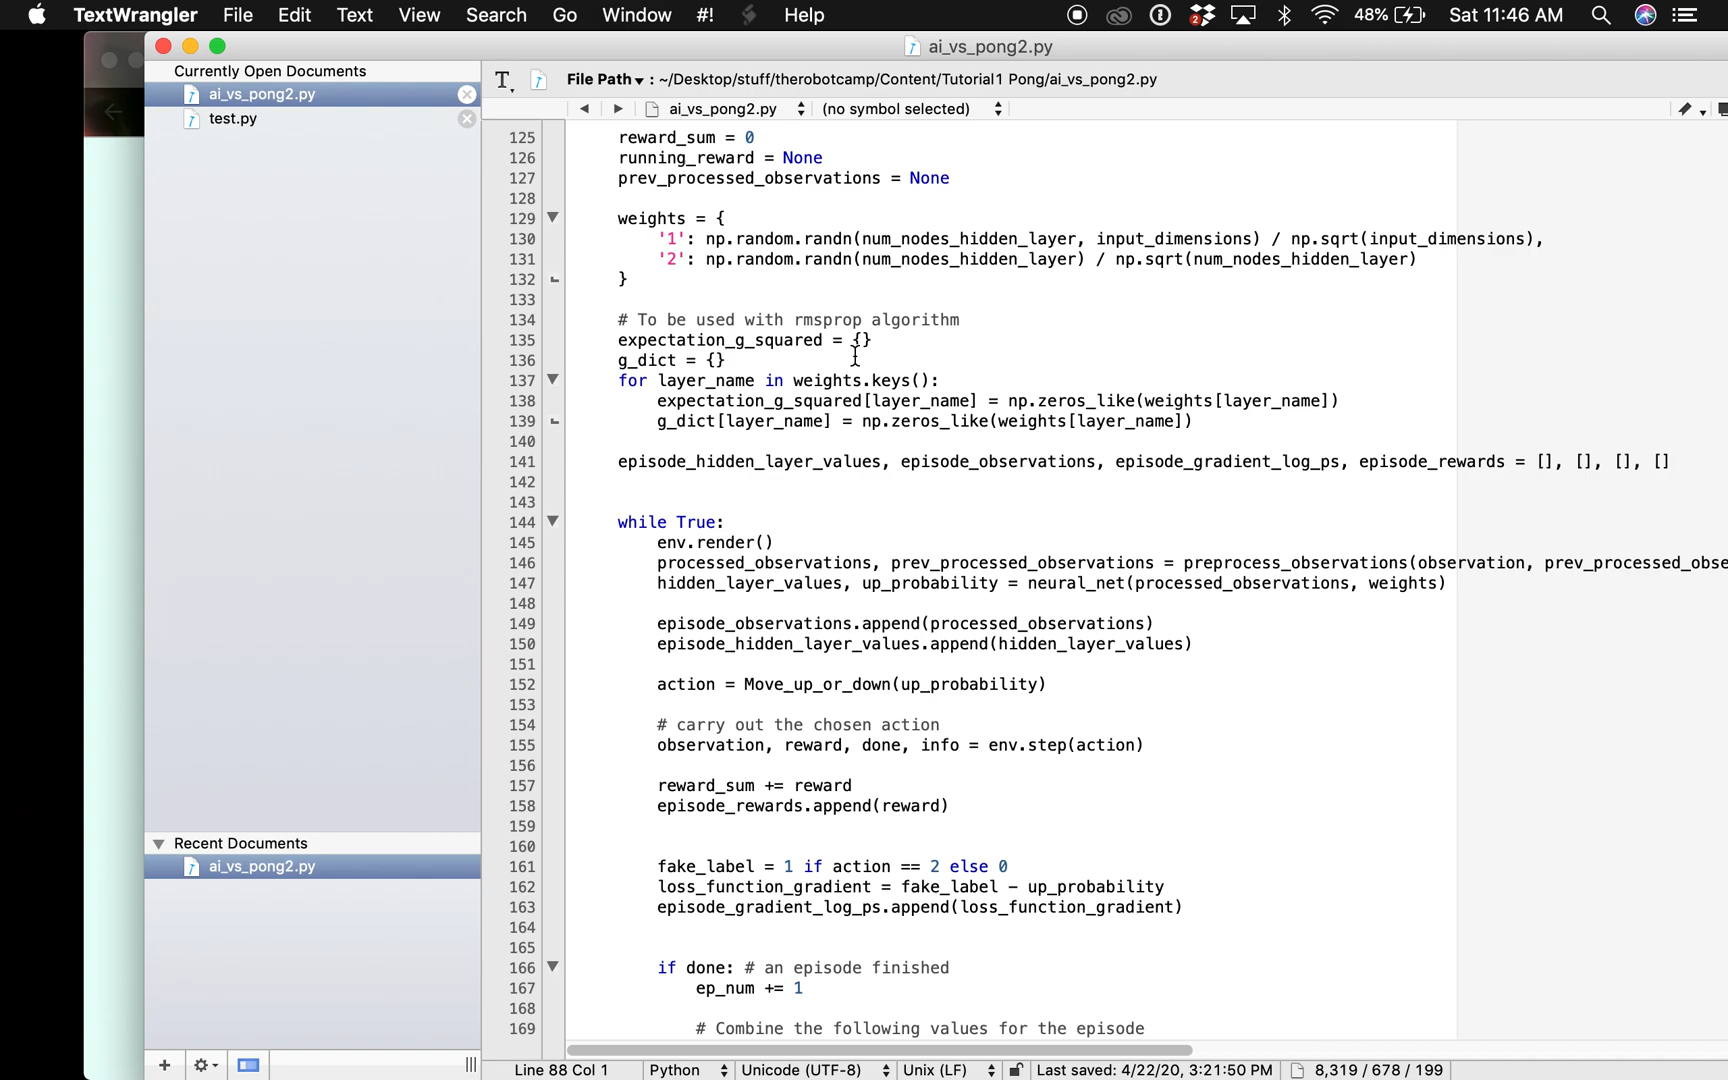 TextWrangler File Edit Text View Search Go Window #! Help 2 48% Sat 11:46 AM
ai_vs_pong2.py
Currently Open Documents
ai_vs_pong2.py
test.py
File Path : ~/Desktop/stuff/therobotcamp/Content/Tutorial1 Pong/ai_vs_pong2.py
ai_vs_pong2.py (no symbol selected)
125 reward_sum = 0
126 running_reward = None
127 prev_processed_observations = None
128
129 weights = {
130 '1': np.random.randn(num_nodes_hidden_layer, input_dimensions) / np.sqrt(input_dimensions),
131 '2': np.random.randn(num_nodes_hidden_layer) / np.sqrt(num_nodes_hidden_layer)
132 }
133
134 # To be used with rmsprop algorithm
135 expectation_g_squared = {}
136 g_dict = {}
137 for layer_name in weights.keys():
138 expectation_g_squared[layer_name] = np.zeros_like(weights[layer_name])
139 g_dict[layer_name] = np.zeros_like(weights[layer_name])
140
141 episode_hidden_layer_values, episode_observations, episode_gradient_log_ps, episode_rewards = [], [], [], []
142
143
144 while True:
145 env.render()
146 processed_observations, prev_processed_observations = preprocess_observations(observation, prev_processed_obse
147 hidden_layer_values, up_probability = neural_net(processed_observations, weights)
148
149 episode_observations.append(processed_observations)
150 episode_hidden_layer_values.append(hidden_layer_values)
151
152 action = Move_up_or_down(up_probability)
153
154 # carry out the chosen action
155 observation, reward, done, info = env.step(action)
156
157 reward_sum += reward
158 episode_rewards.append(reward)
159
160
161 fake_label = 1 if action == 2 else 0
162 loss_function_gradient = fake_label - up_probability
163 episode_gradient_log_ps.append(loss_function_gradient)
164
165
166 if done: # an episode finished
167 ep_num += 1
168
169 # Combine the following values for the episode
Recent Documents
ai_vs_pong2.py
Line 88 Col 1 Python Unicode (UTF-8) Unix (LF) Last saved: 4/22/20, 3:21:50 PM 8,319 / 678 / 199